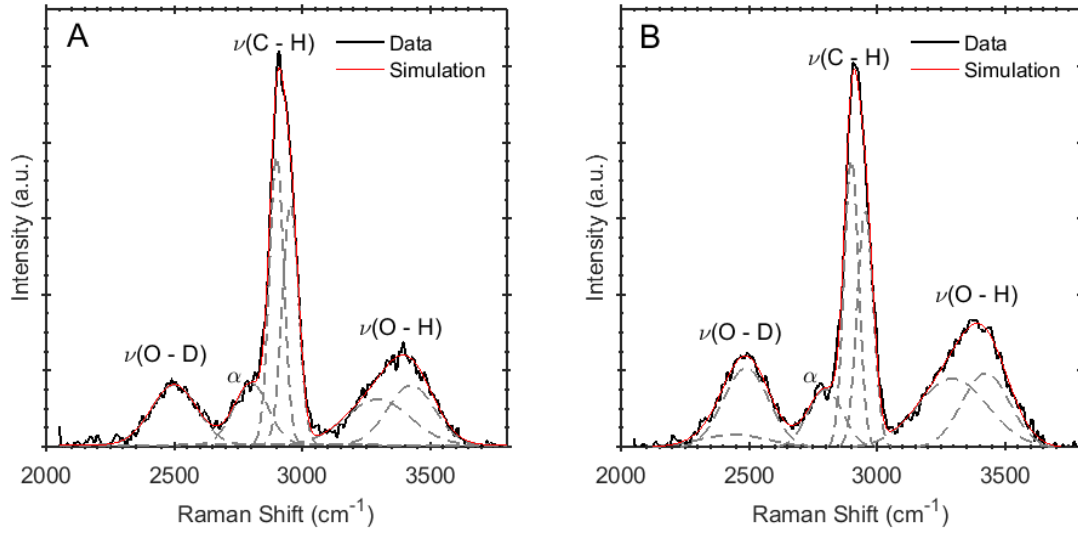 A
ν(C - H)
Data
Simulation
ν(O - D)
α
ν(O - H)
Intensity (a.u.)
2000 2500 3000 3500
Raman Shift (cm⁻¹)
B
ν(C - H)
Data
Simulation
ν(O - D)
α
ν(O - H)
Intensity (a.u.)
2000 2500 3000 3500
Raman Shift (cm⁻¹)